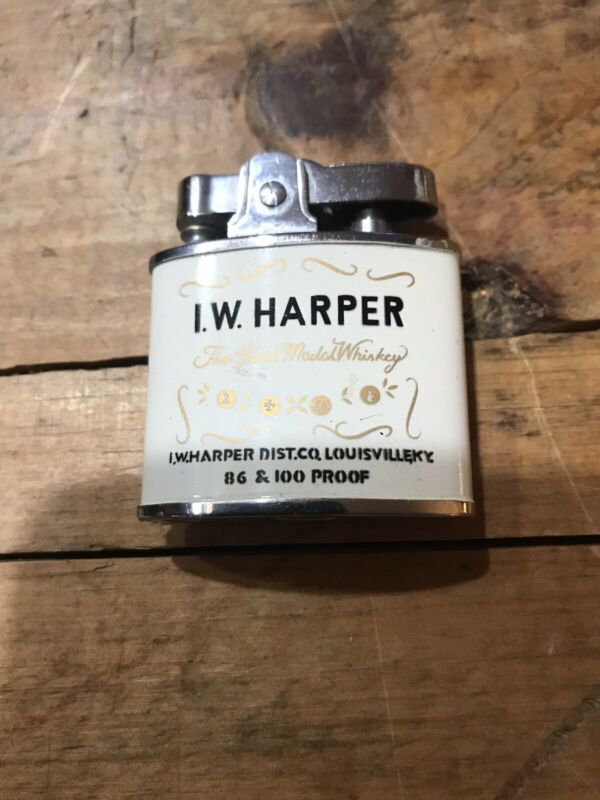 I.W. HARPER
The Gold Medal Whiskey
I.W.HARPER DIST.CO. LOUISVILLE,KY.
86 & 100 PROOF